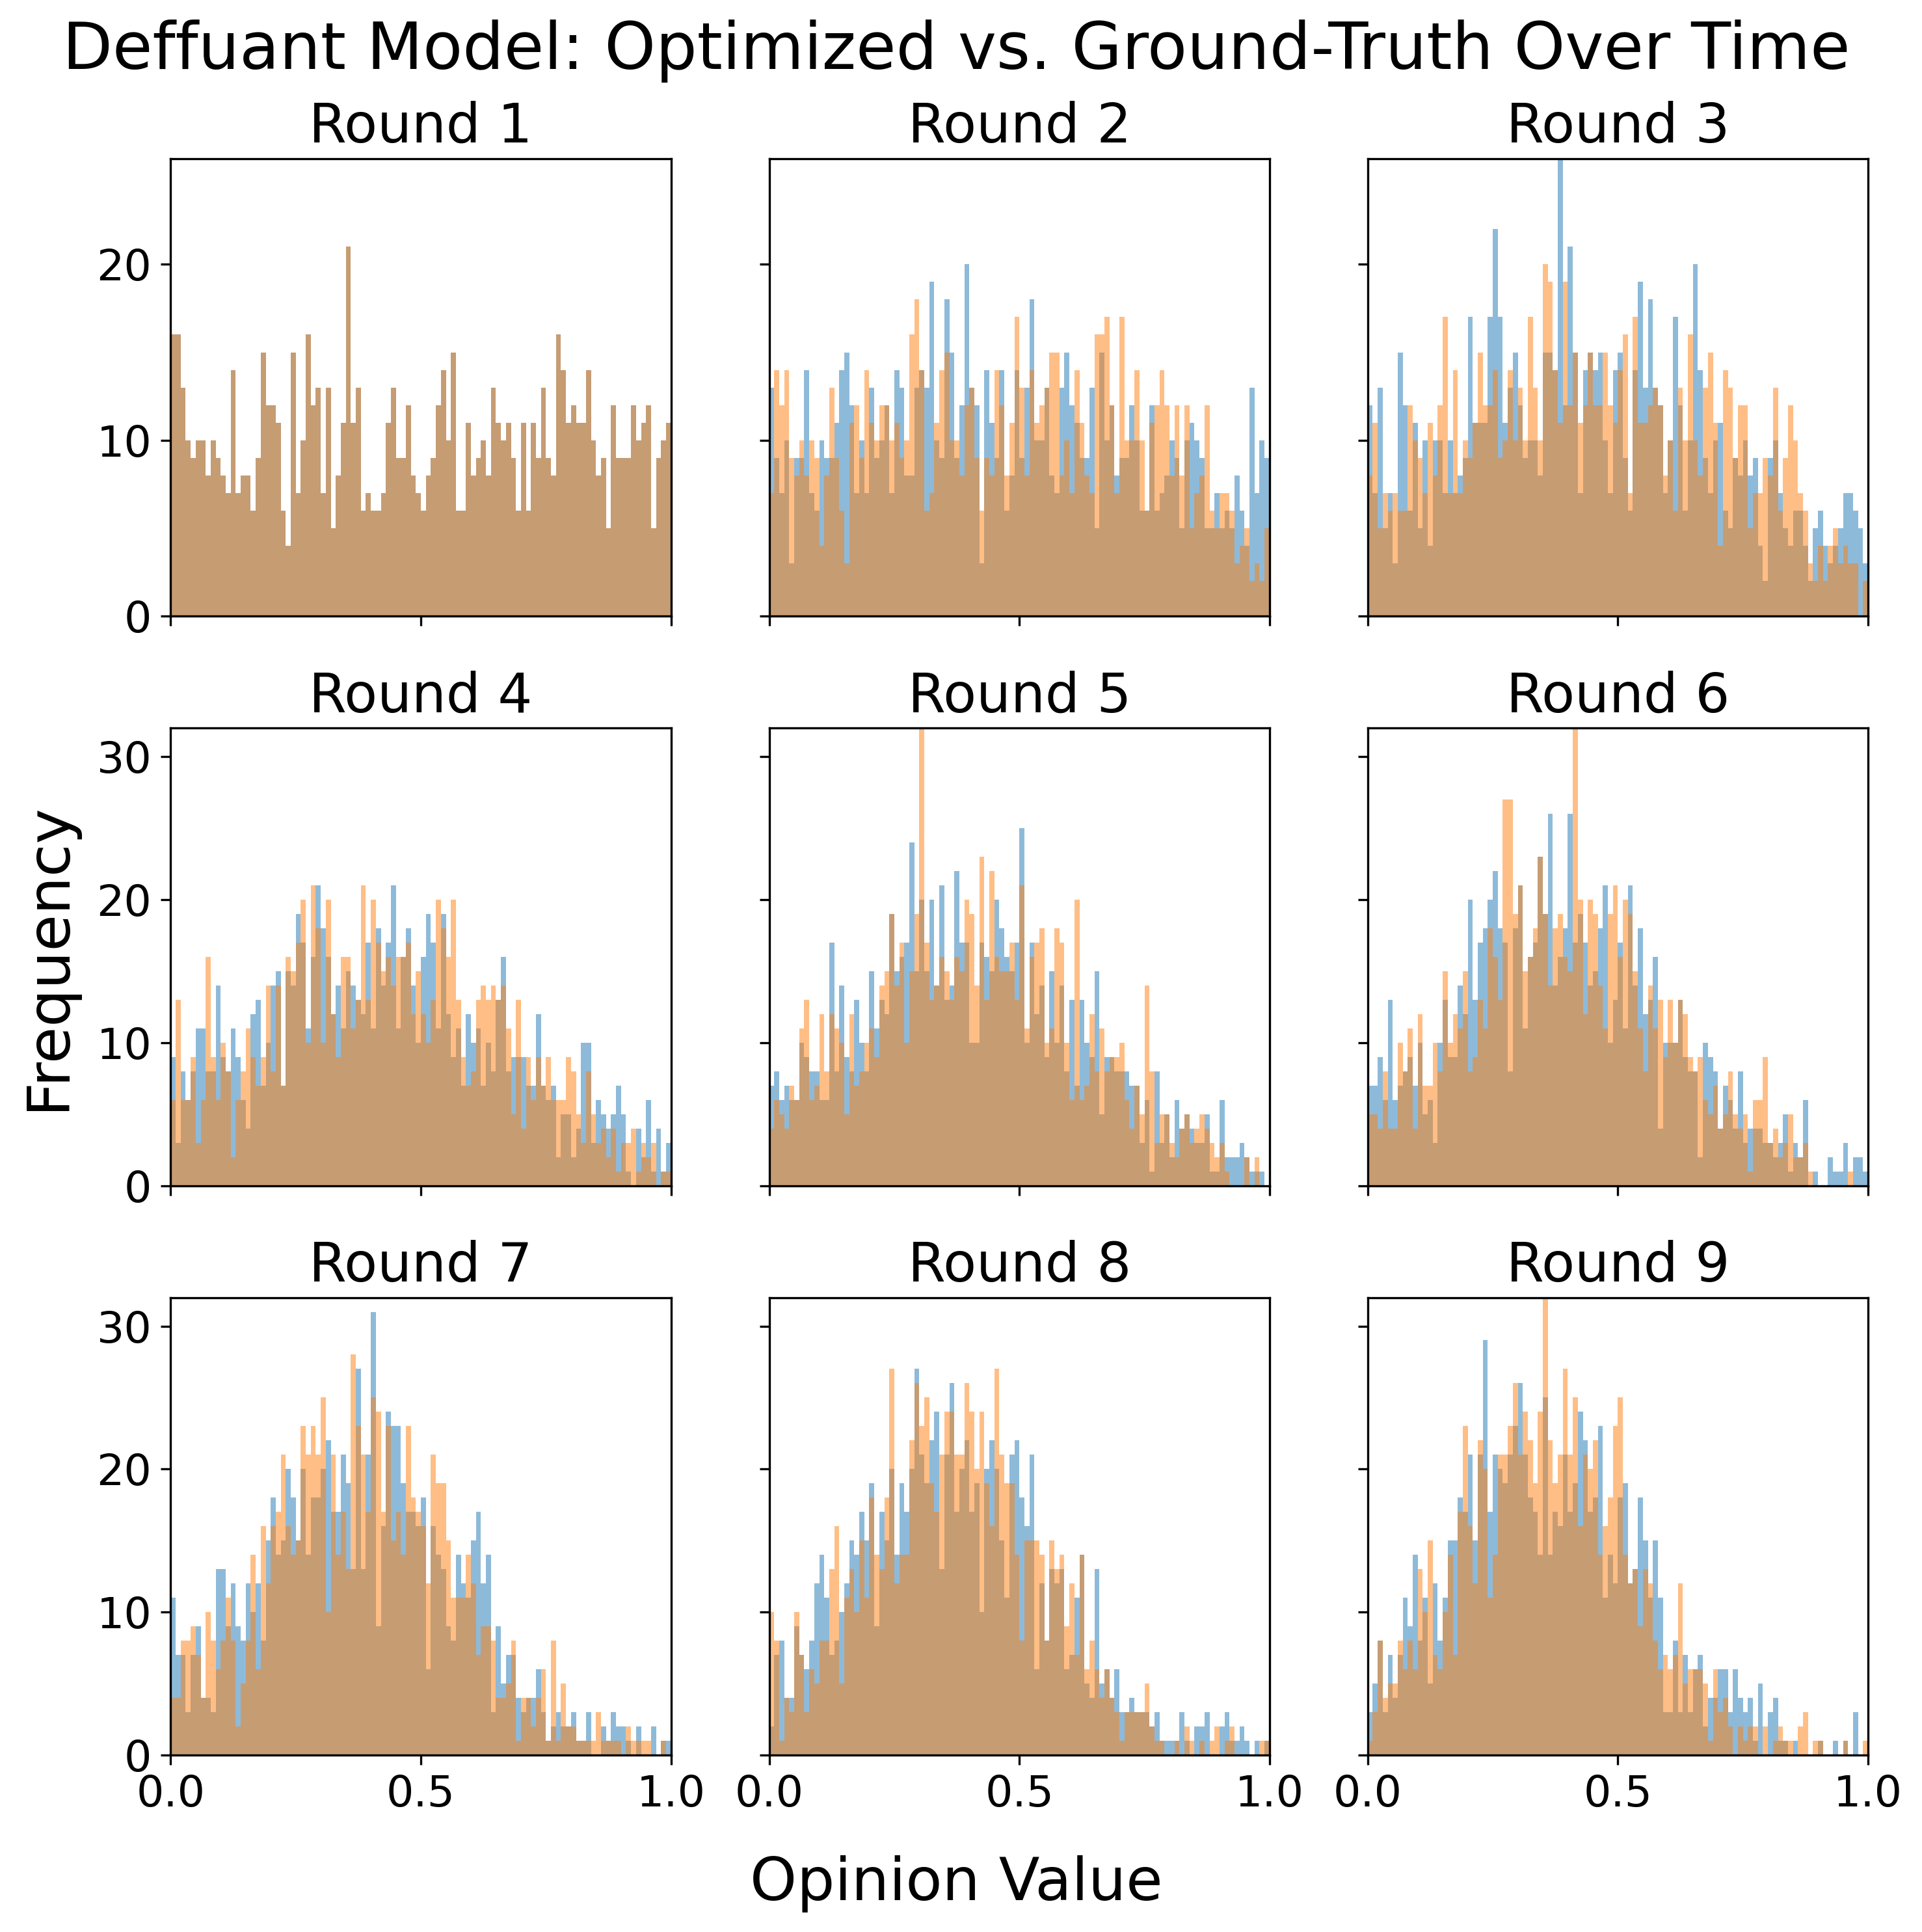 Deffuant Model: Optimized vs. Ground-Truth Over Time
Round 1
Round 2
Round 3
20
10
0
Round 4
Round 5
Round 6
30
20
10
0
Frequency
Round 7
Round 8
Round 9
30
20
10
0
0.0 0.5 1.0
0.0 0.5 1.0
0.0 0.5 1.0
Opinion Value